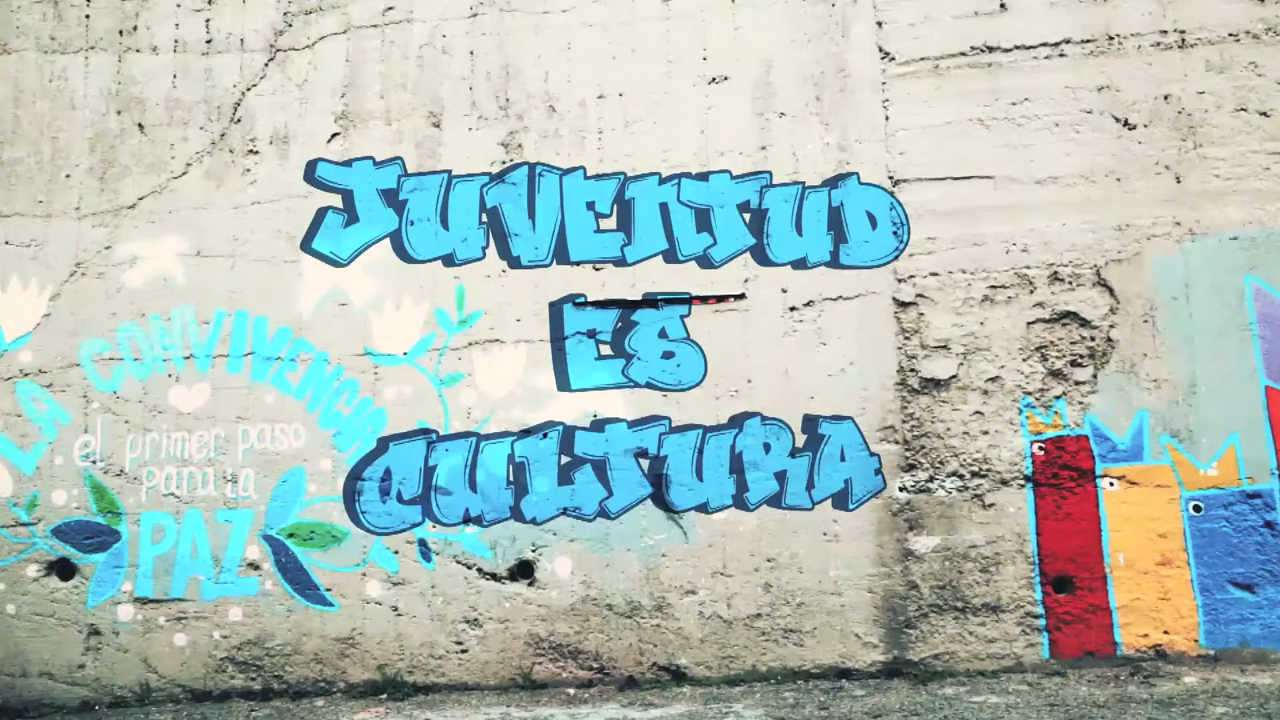 JUVENTUD
ES
CULTURA
LA CONVIVENCIA
el primer paso
para la
PAZ